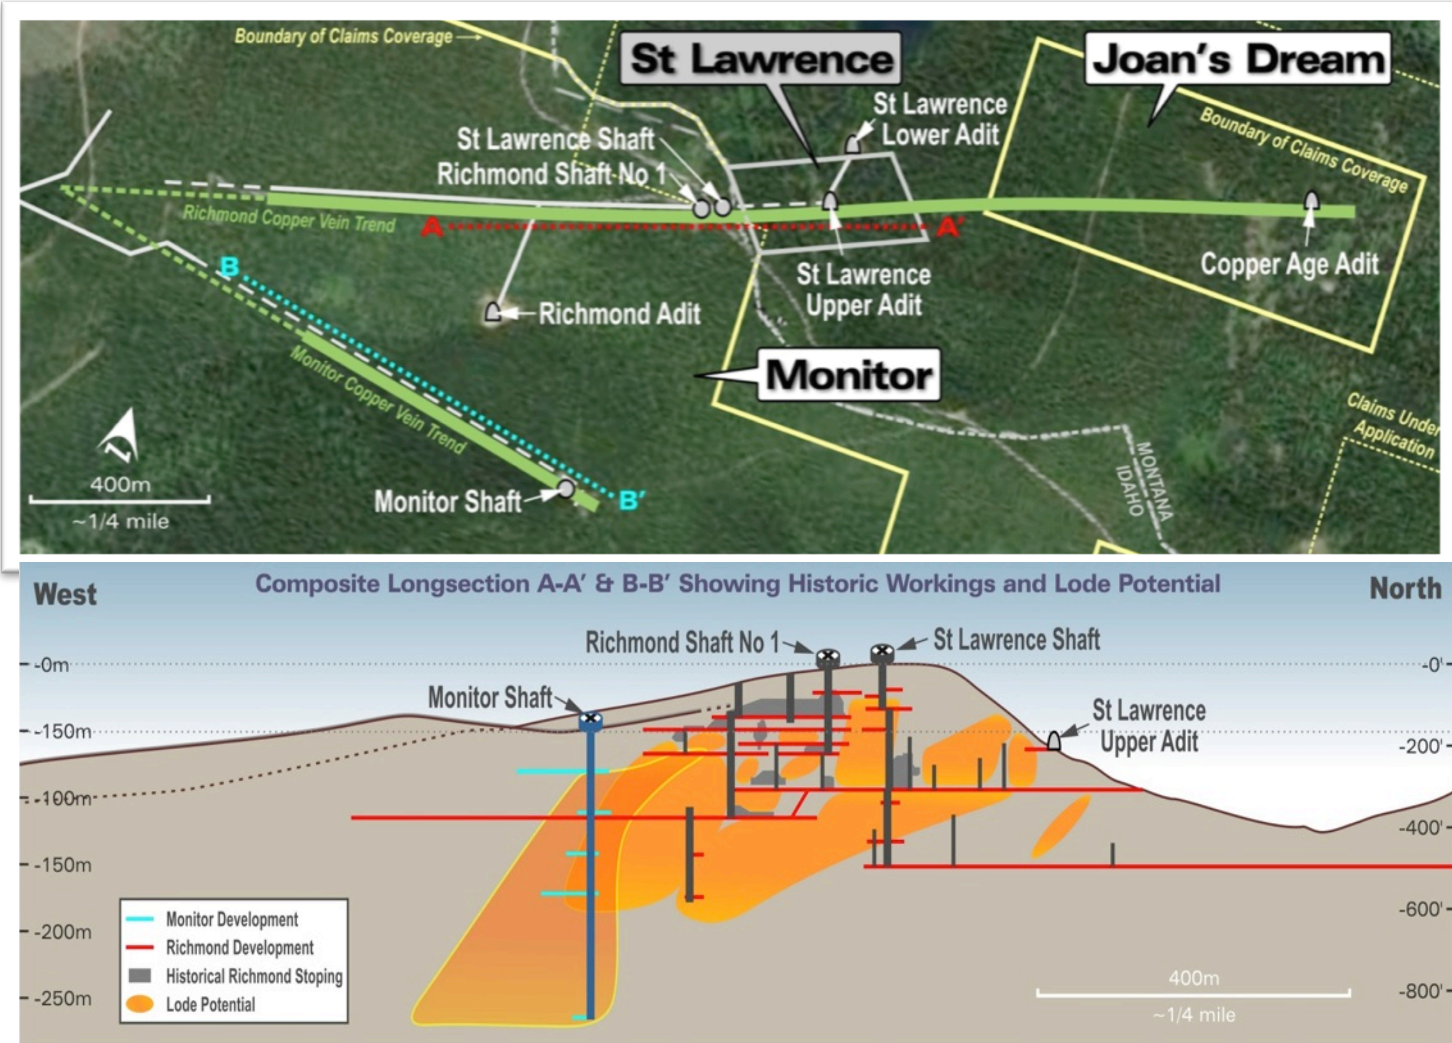 Boundary of Claims Coverage
St Lawrence
Joan's Dream
St Lawrence
Lower Adit
Boundary of Claims Coverage
St Lawrence Shaft
Richmond Shaft No 1
Richmond Copper Vein Trend
A
A'
B
St Lawrence
Upper Adit
Copper Age Adit
Richmond Adit
Monitor Copper Vein Trend
Monitor
Claims Under
Application
MONTANA
IDAHO
Z
400m
~1/4 mile
Monitor Shaft
B'
Composite Longsection A-A' & B-B' Showing Historic Workings and Lode Potential
West
North
Richmond Shaft No 1
St Lawrence Shaft
-0m
-0'
Monitor Shaft
St Lawrence
Upper Adit
-150m
-200'
-100m
-400'
-150m
-600'
-200m
-250m
-800'
Monitor Development
Richmond Development
Historical Richmond Stoping
Lode Potential
400m
~1/4 mile